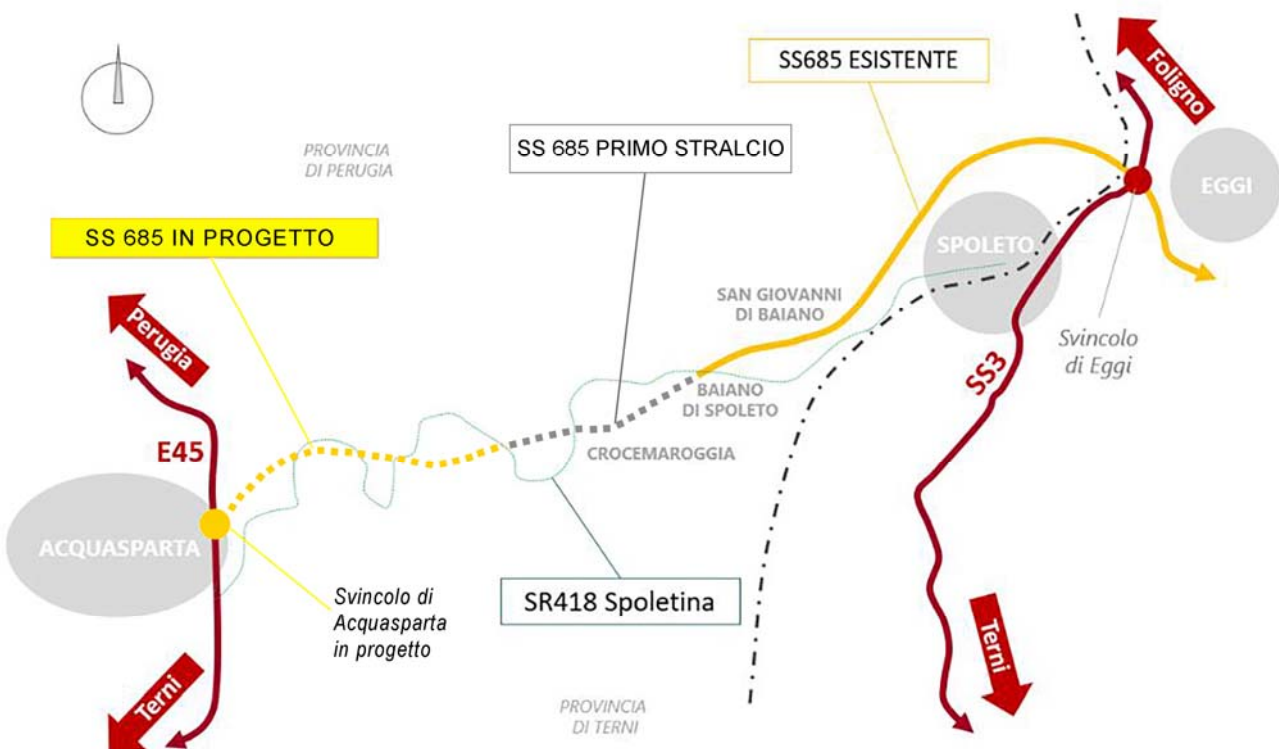 SS685 ESISTENTE
Foligno
PROVINCIA
DI PERUGIA
SS 685 PRIMO STRALCIO
EGGI
SS 685 IN PROGETTO
SPOLETO
SAN GIOVANNI
DI BAIANO
Svincolo
di Eggi
Perugia
SS3
BAIANO
DI SPOLETO
E45
CROCEMAROGGIA
ACQUASPARTA
Svincolo di
Acquasparta
in progetto
SR418 Spoletina
Terni
Terni
PROVINCIA
DI TERNI